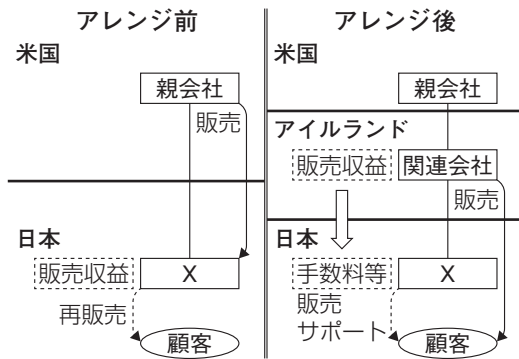 アレンジ前
米国
親会社
販売
日本
販売収益
X
再販売
顧客
アレンジ後
米国
親会社
アイルランド
販売収益
関連会社
販売
日本
手数料等
X
販売
サポート
顧客